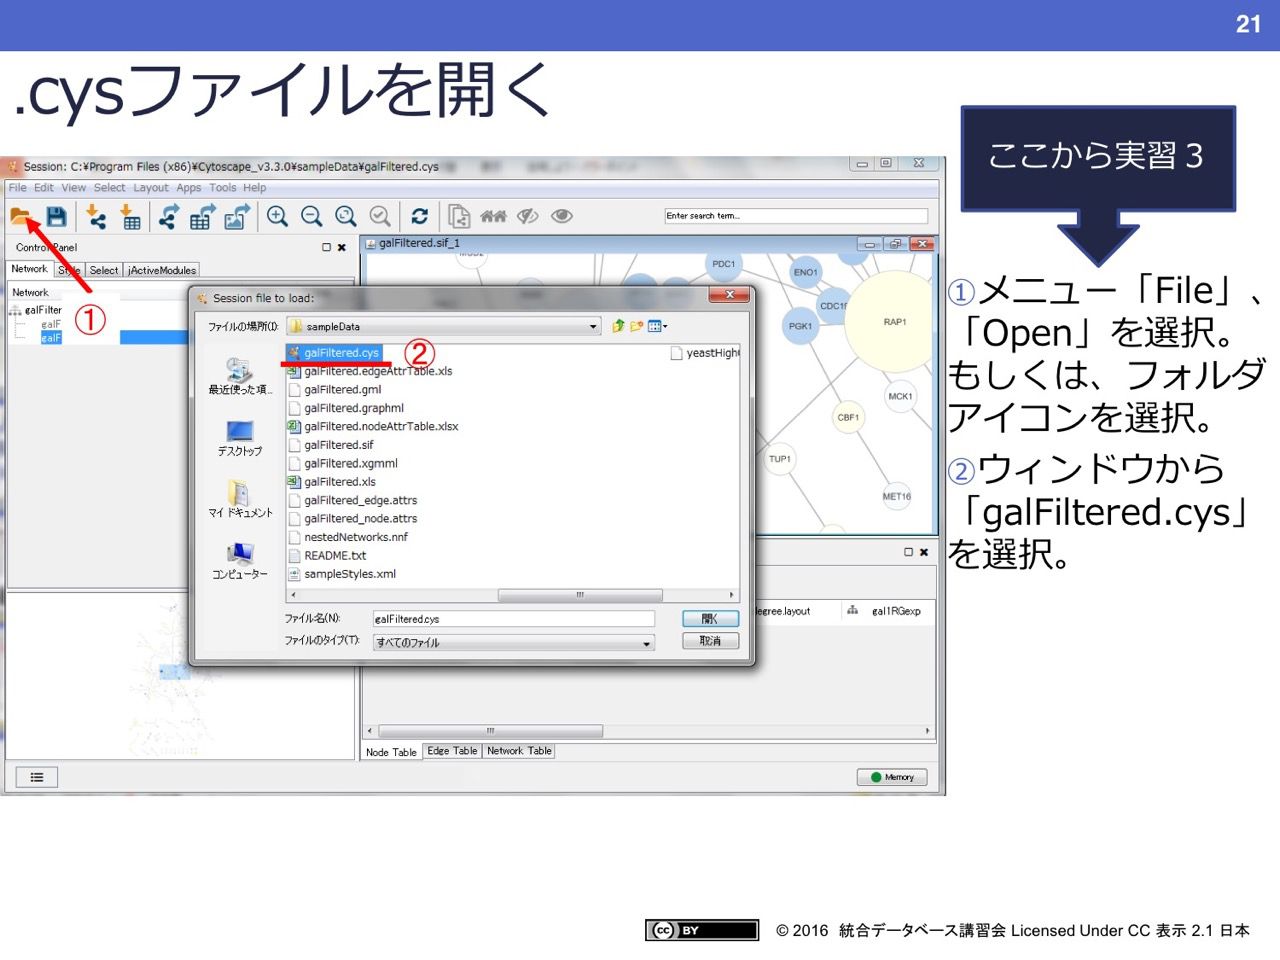 21
.cysファイルを開く
ここから実習３
①メニュー「File」、
「Open」を選択。
もしくは、フォルダ
アイコンを選択。
②ウィンドウから
「galFiltered.cys」
を選択。
Session: C:¥Program Files (x86)¥Cytoscape_v3.3.0¥sampleData¥galFiltered.cys
File Edit View Select Layout Apps Tools Help
Enter search term...
Control Panel
Network Style Select jActiveModules
Network
galFilter
galF
galF
①
galFiltered.sif_1
PDC1
ENO1
PGK1
RAP1
MCK1
CBF1
TUP1
MET16
Session file to load:
ファイルの場所(I): sampleData
最近使った項...
デスクトップ
マイ ドキュメント
コンピューター
galFiltered.cys
②
galFiltered.edgeAttrTable.xls
galFiltered.gml
galFiltered.graphml
galFiltered.nodeAttrTable.xlsx
galFiltered.sif
galFiltered.xgmml
galFiltered.xls
galFiltered_edge.attrs
galFiltered_node.attrs
nestedNetworks.nnf
README.txt
sampleStyles.xml
yeastHigh
ファイル名(N): galFiltered.cys 開く
ファイルのタイプ(T): すべてのファイル 取消
degree.layout gal1RGexp
Node Table Edge Table Network Table
Memory
cc BY
© 2016 統合データベース講習会 Licensed Under CC 表示 2.1 日本